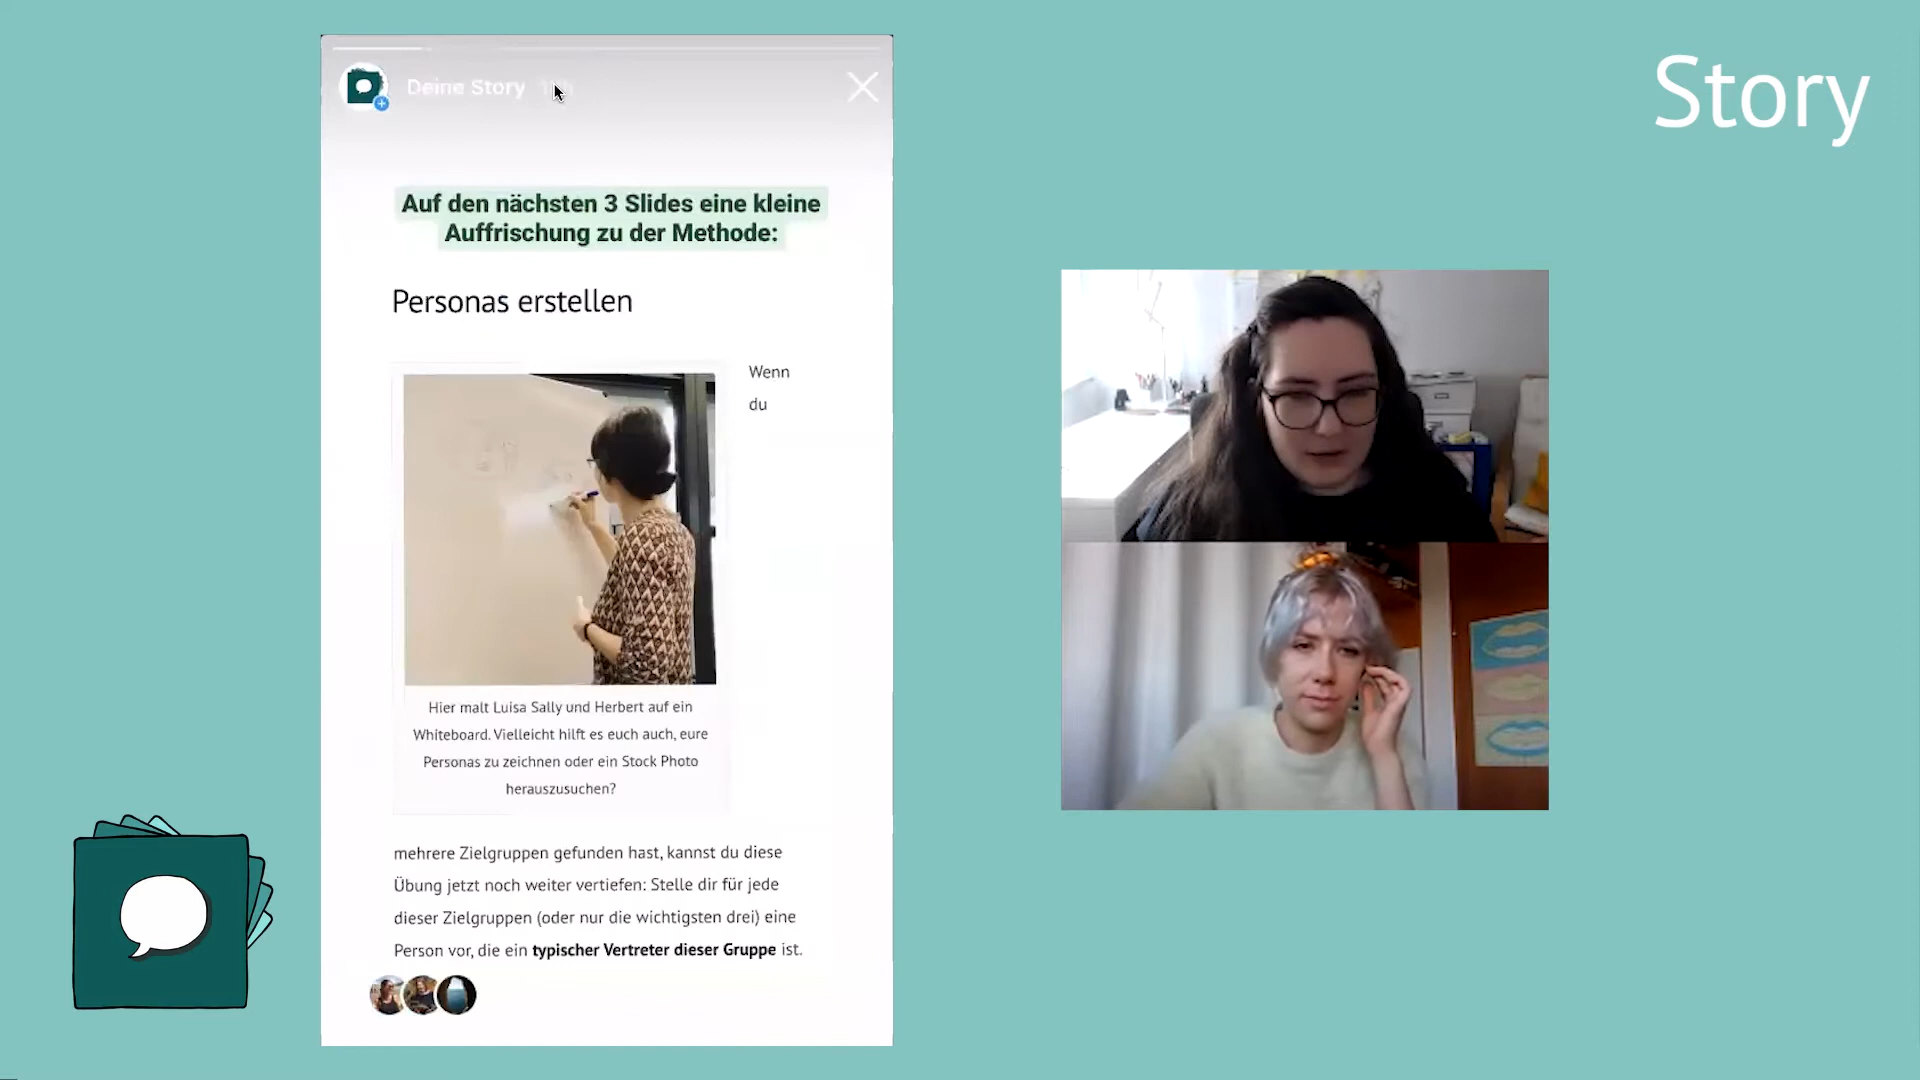 Story
Deine Story
Auf den nächsten 3 Slides eine kleine
Auffrischung zu der Methode:
Personas erstellen
Wenn
du
Hier malt Luisa Sally und Herbert auf ein
Whiteboard. Vielleicht hilft es euch auch, eure
Personas zu zeichnen oder ein Stock Photo
herauszusuchen?
mehrere Zielgruppen gefunden hast, kannst du diese
Übung jetzt noch weiter vertiefen: Stelle dir für jede
dieser Zielgruppen (oder nur die wichtigsten drei) eine
Person vor, die ein typischer Vertreter dieser Gruppe ist.